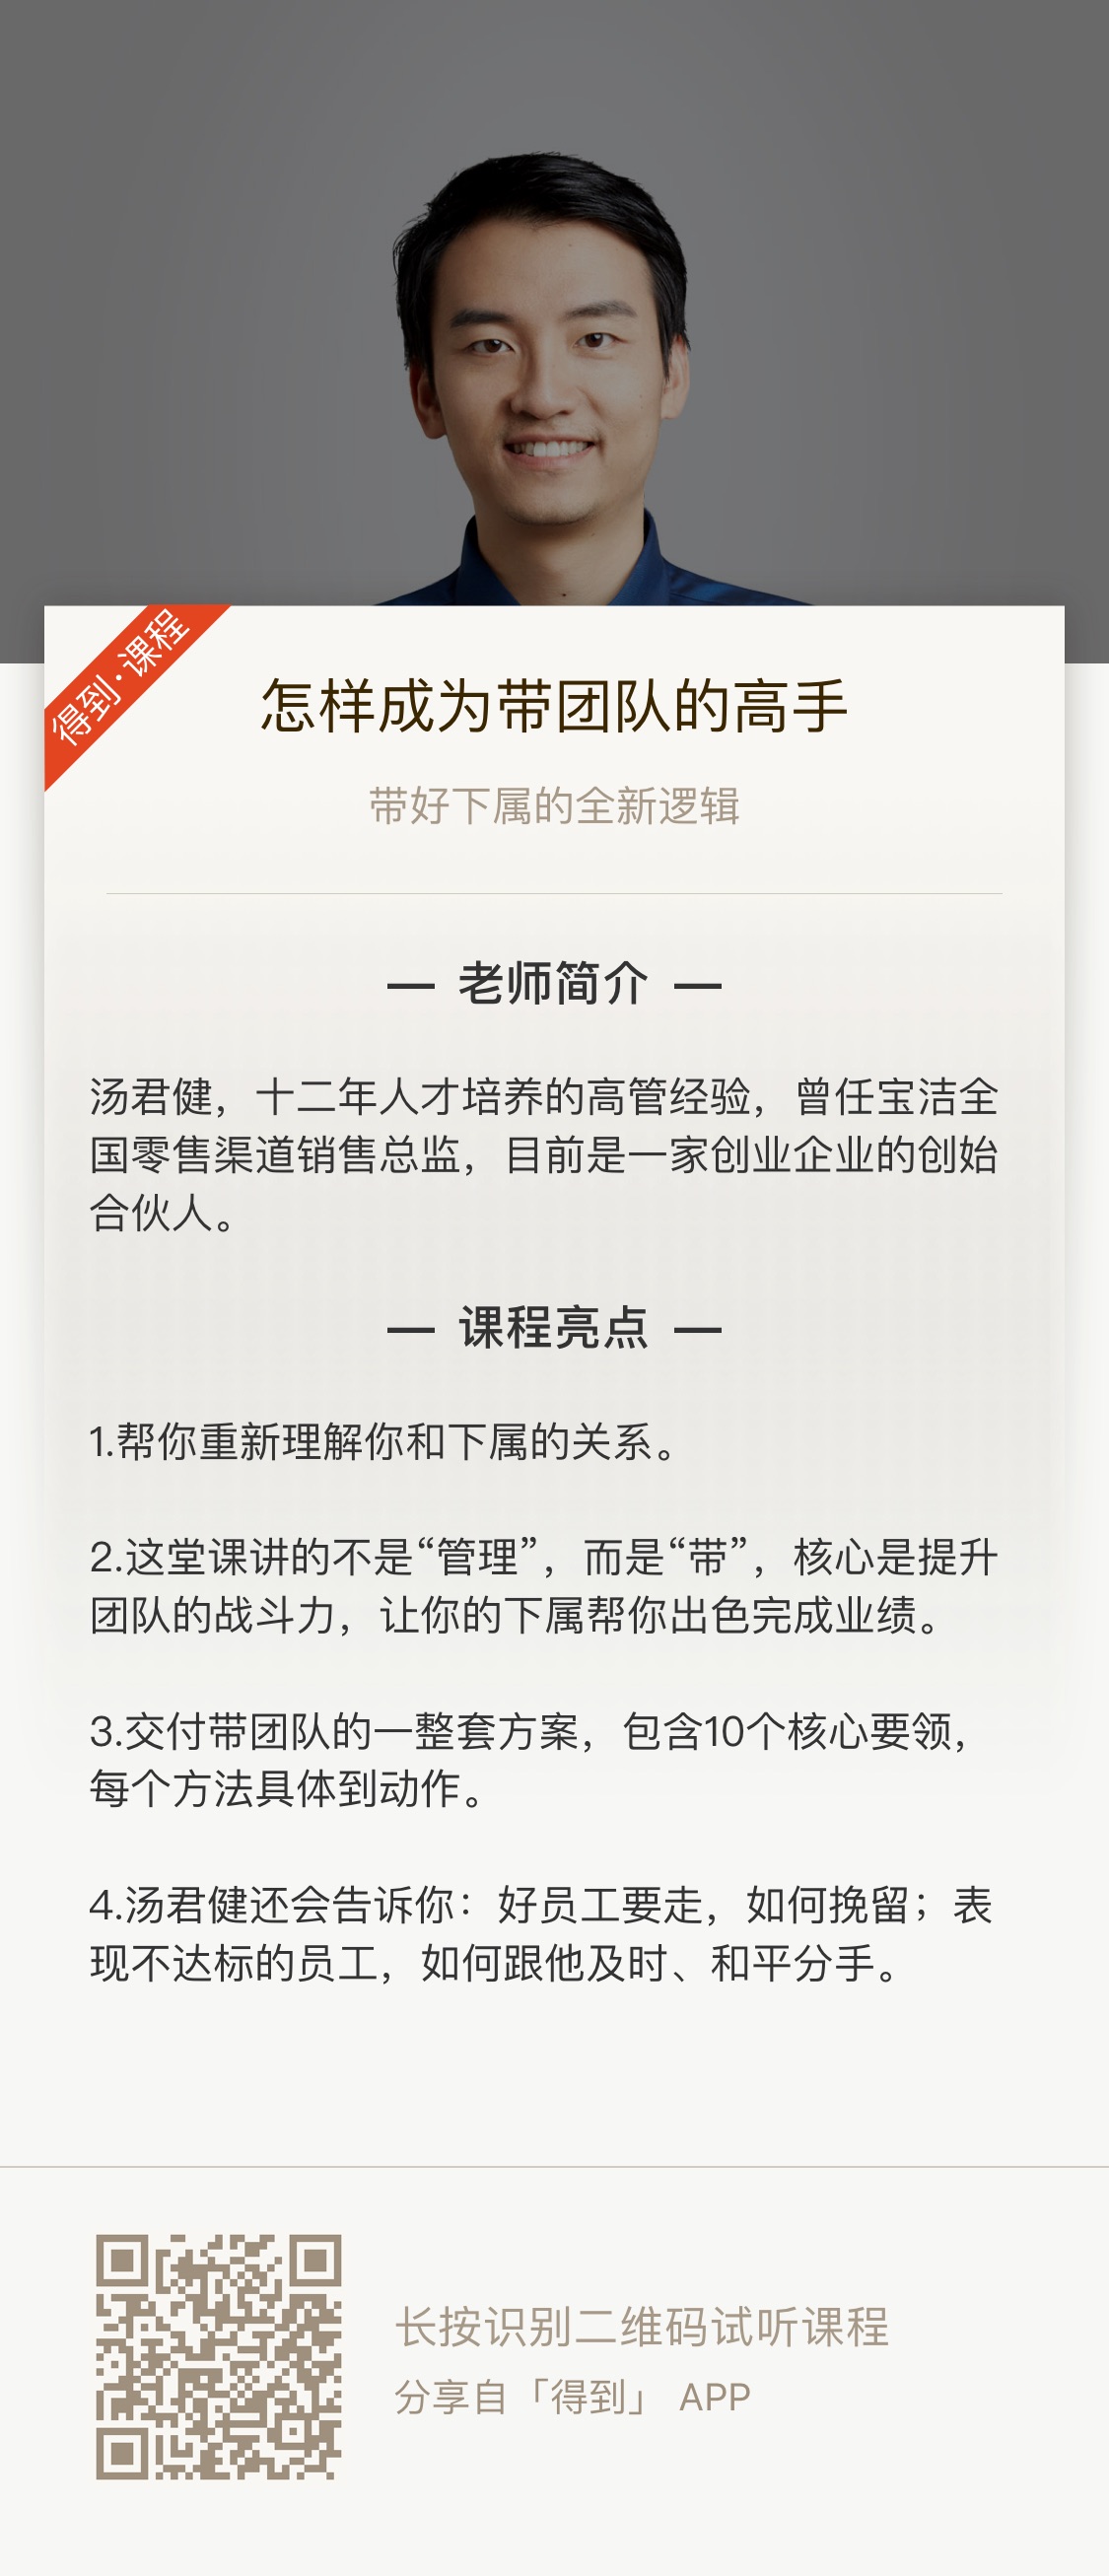 得到·课程
怎样成为带团队的高手
带好下属的全新逻辑
— 老师简介 —
汤君健，十二年人才培养的高管经验，曾任宝洁全
国零售渠道销售总监，目前是一家创业企业的创始
合伙人。
— 课程亮点 —
1.帮你重新理解你和下属的关系。
2.这堂课讲的不是“管理”，而是“带”，核心是提升
团队的战斗力，让你的下属帮你出色完成业绩。
3.交付带团队的一整套方案，包含10个核心要领，
每个方法具体到动作。
4.汤君健还会告诉你：好员工要走，如何挽留；表
现不达标的员工，如何跟他及时、和平分手。
长按识别二维码试听课程
分享自「得到」 APP